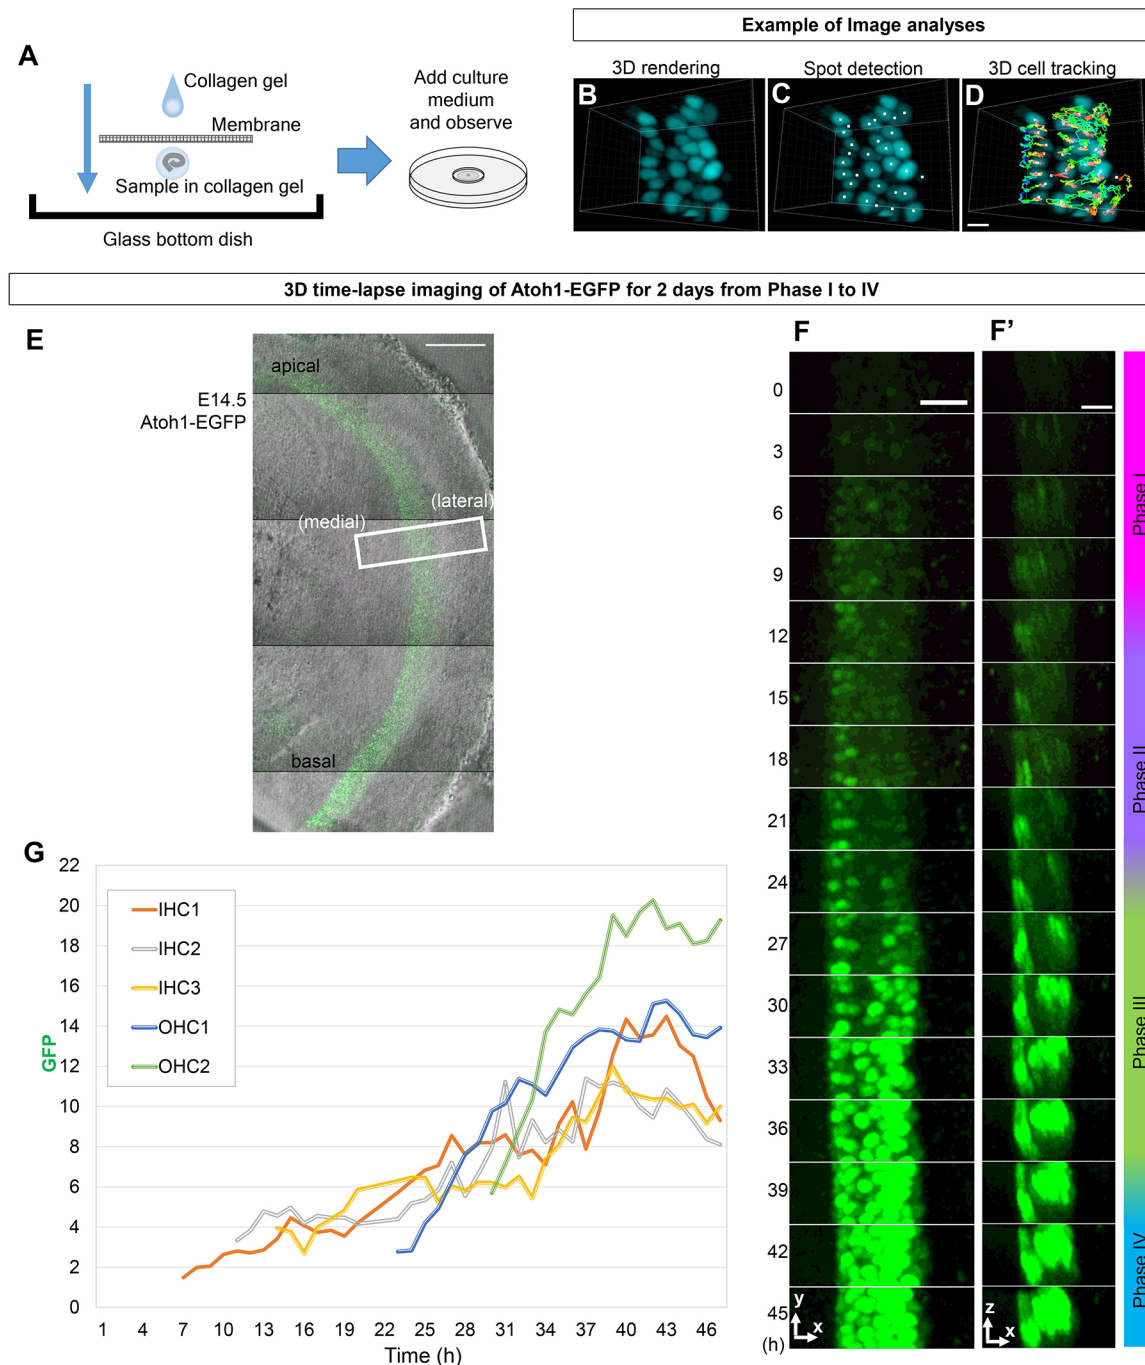 Example of Image analyses
A
Collagen gel
Membrane
Sample in collagen gel
Glass bottom dish
Add culture
medium
and observe
3D rendering
Spot detection
3D cell tracking
B
C
D
3D time-lapse imaging of Atoh1-EGFP for 2 days from Phase I to IV
E
E14.5
Atoh1-EGFP
apical
(lateral)
(medial)
basal
F
F’
0
3
6
9
12
15
18
21
24
27
30
33
36
39
42
45
(h)
y
x
z
x
Phase I
Phase II
Phase III
Phase IV
G
22
20
18
16
14
12
10
8
6
4
2
0
GFP
IHC1
IHC2
IHC3
OHC1
OHC2
1 4 7 10 13 16 19 22 25 28 31 34 37 40 43 46
Time (h)